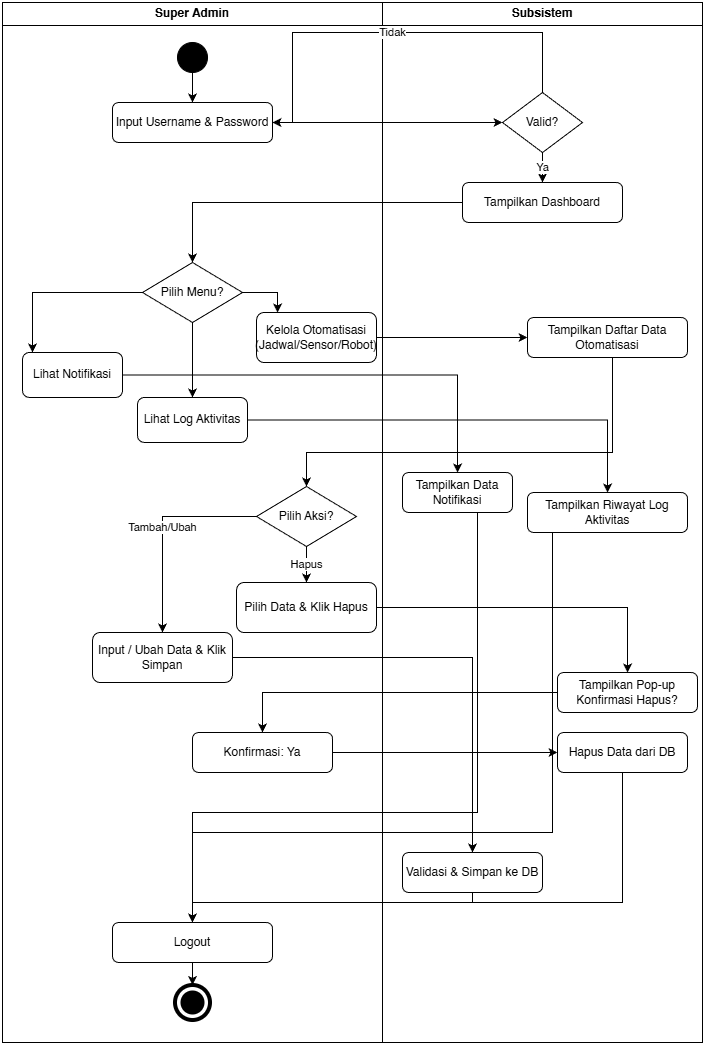 Super Admin
Subsistem
Tidak
Input Username & Password
Valid?
Ya
Tampilkan Dashboard
Pilih Menu?
Kelola Otomatisasi
(Jadwal/Sensor/Robot)
Tampilkan Daftar Data
Otomatisasi
Lihat Notifikasi
Lihat Log Aktivitas
Tampilkan Data
Notifikasi
Tampilkan Riwayat Log
Aktivitas
Pilih Aksi?
Tambah/Ubah
Hapus
Pilih Data & Klik Hapus
Input / Ubah Data & Klik
Simpan
Tampilkan Pop-up
Konfirmasi Hapus?
Konfirmasi: Ya
Hapus Data dari DB
Validasi & Simpan ke DB
Logout